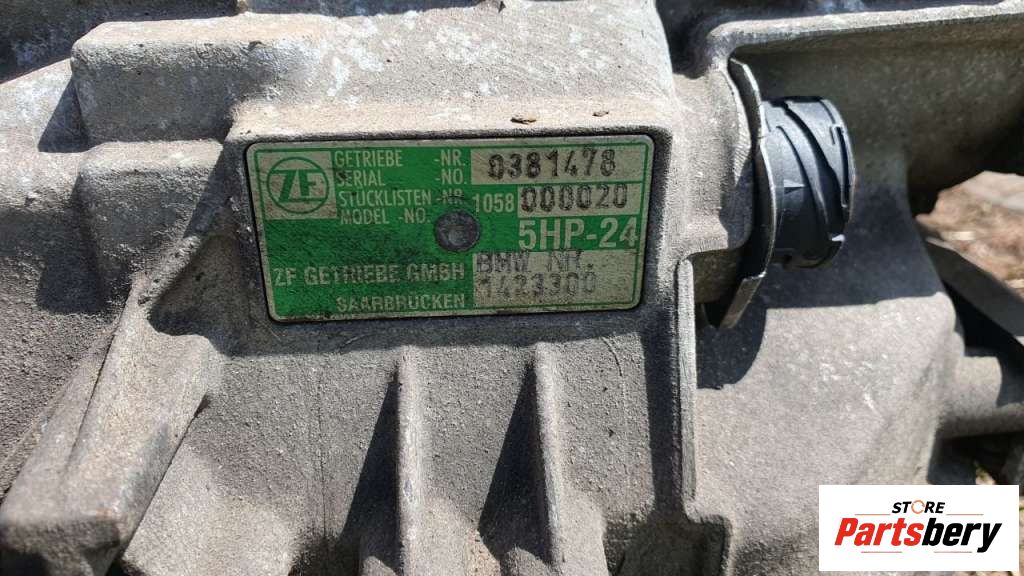 ZF
GETRIEBE -NR. 0381478
SERIAL -NO.
STÜCKLISTEN -NR. 1058 000020
MODEL -NO.
5HP-24
ZF GETRIEBE GMBH BMW NR.
SAARBRÜCKEN 1423300
STORE
Partsbery